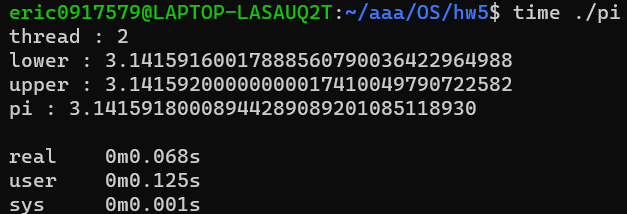 eric0917579@LAPTOP-LASAUQ2T:~/aaa/OS/hw5$ time ./pi
thread : 2
lower : 3.14159160017888560790036422964988
upper : 3.14159200000000017410049790722582
pi : 3.14159180008944289089201085118930
real 0m0.068s
user 0m0.125s
sys 0m0.001s